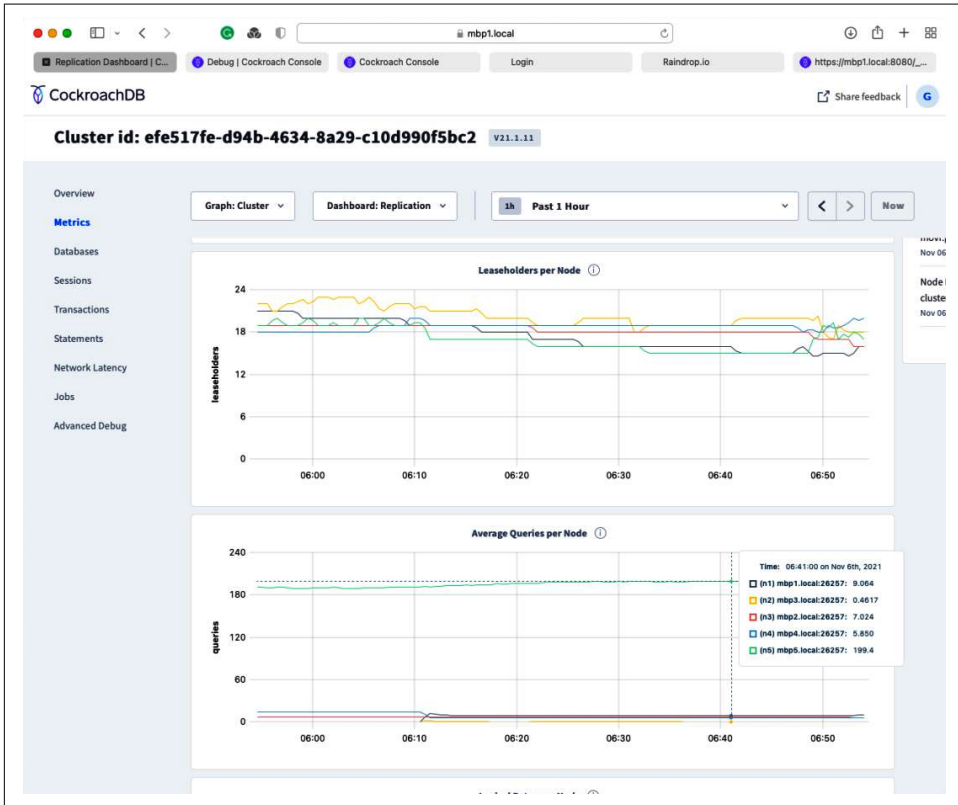 mbp1.local
Replication Dashboard | C...
Debug | Cockroach Console
Cockroach Console
Login
Raindrop.io
https://mbp1.local:8080/_...
CockroachDB
Share feedback
G
Cluster id: efe517fe-d94b-4634-8a29-c10d990f5bc2
V21.1.11
Overview
Metrics
Databases
Sessions
Transactions
Statements
Network Latency
Jobs
Advanced Debug
Graph: Cluster
Dashboard: Replication
1h Past 1 Hour
Now
Nov 06
Node
cluste
Nov 06
Leaseholders per Node
leaseholders
24
18
12
6
0
06:00
06:10
06:20
06:30
06:40
06:50
Average Queries per Node
queries
240
180
120
60
0
06:00
06:10
06:20
06:30
06:40
06:50
Time: 06:41:00 on Nov 6th, 2021
(n1) mbp1.local:26257: 9.064
(n2) mbp3.local:26257: 0.4617
(n3) mbp2.local:26257: 7.024
(n4) mbp4.local:26257: 5.850
(n5) mbp5.local:26257: 199.4